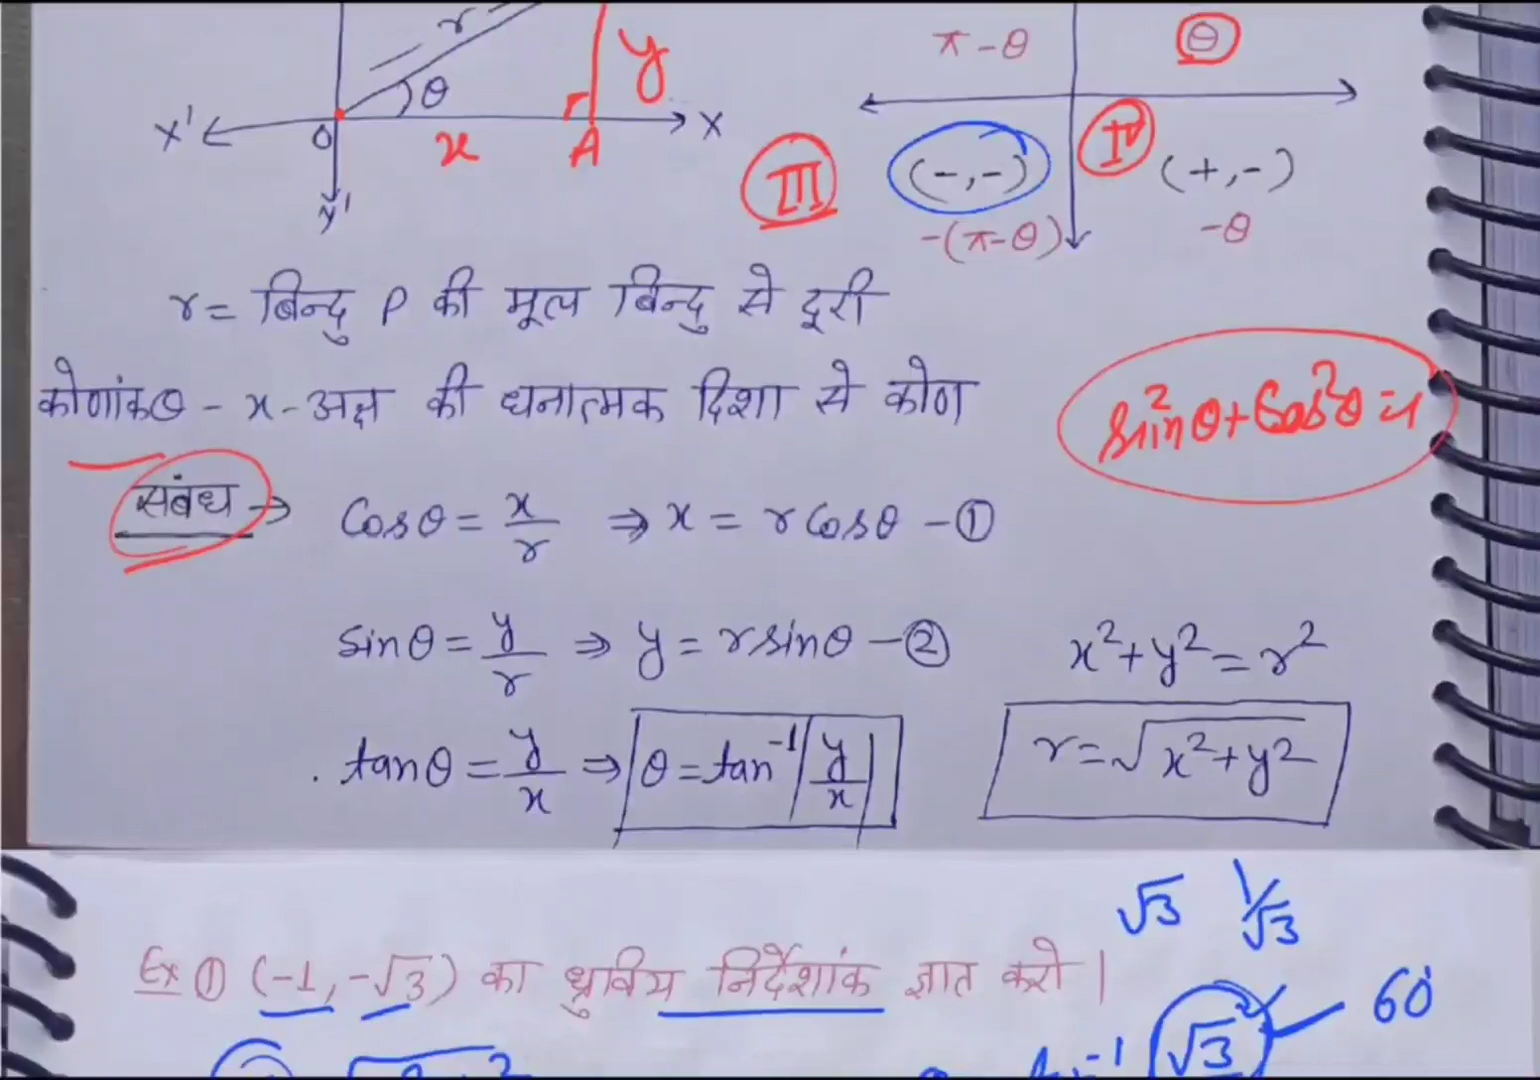 r
y
θ
X'
O
x
A
X
y'
π-θ
θ
III
(-,-)
IV
(+,-)
-(π-θ)
-θ
r = बिन्दु P की मूल बिन्दु से दूरी
कोणांक θ - x-अक्ष की धनात्मक दिशा से कोण
sin²θ + Cos²θ = 1
संबंध → Cosθ = x/r ⇒ x = r Cosθ - ①
sinθ = y/r ⇒ y = r sinθ - ②
x² + y² = r²
tanθ = y/x ⇒ θ = tan⁻¹|y/x|
r = √x² + y²
√3 1/√3
Ex ① (-1, -√3) का ध्रुविय निर्देशांक ज्ञात करो |
60°
√3